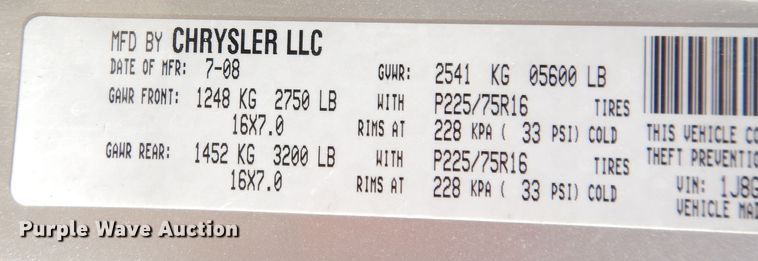 MFD BY CHRYSLER LLC
DATE OF MFR: 7-08 GVWR: 2541 KG 05600 LB
GAWR FRONT: 1248 KG 2750 LB WITH P225/75R16 TIRES
16X7.0 RIMS AT 228 KPA ( 33 PSI) COLD
THIS VEHICLE CO
GAWR REAR: 1452 KG 3200 LB WITH P225/75R16 TIRES
THEFT PREVENTIO
16X7.0 RIMS AT 228 KPA ( 33 PSI) COLD
VIN: 1J8G
VEHICLE MAD
Purple Wave Auction